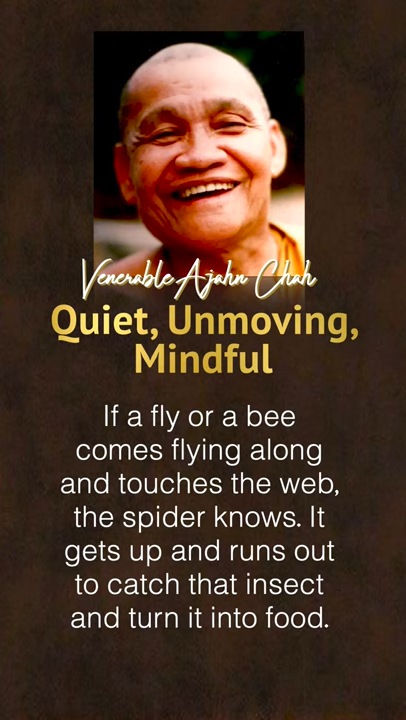 Venerable Ajahn Chah
Quiet, Unmoving,
Mindful
If a fly or a bee
comes flying along
and touches the web,
the spider knows. It
gets up and runs out
to catch that insect
and turn it into food.